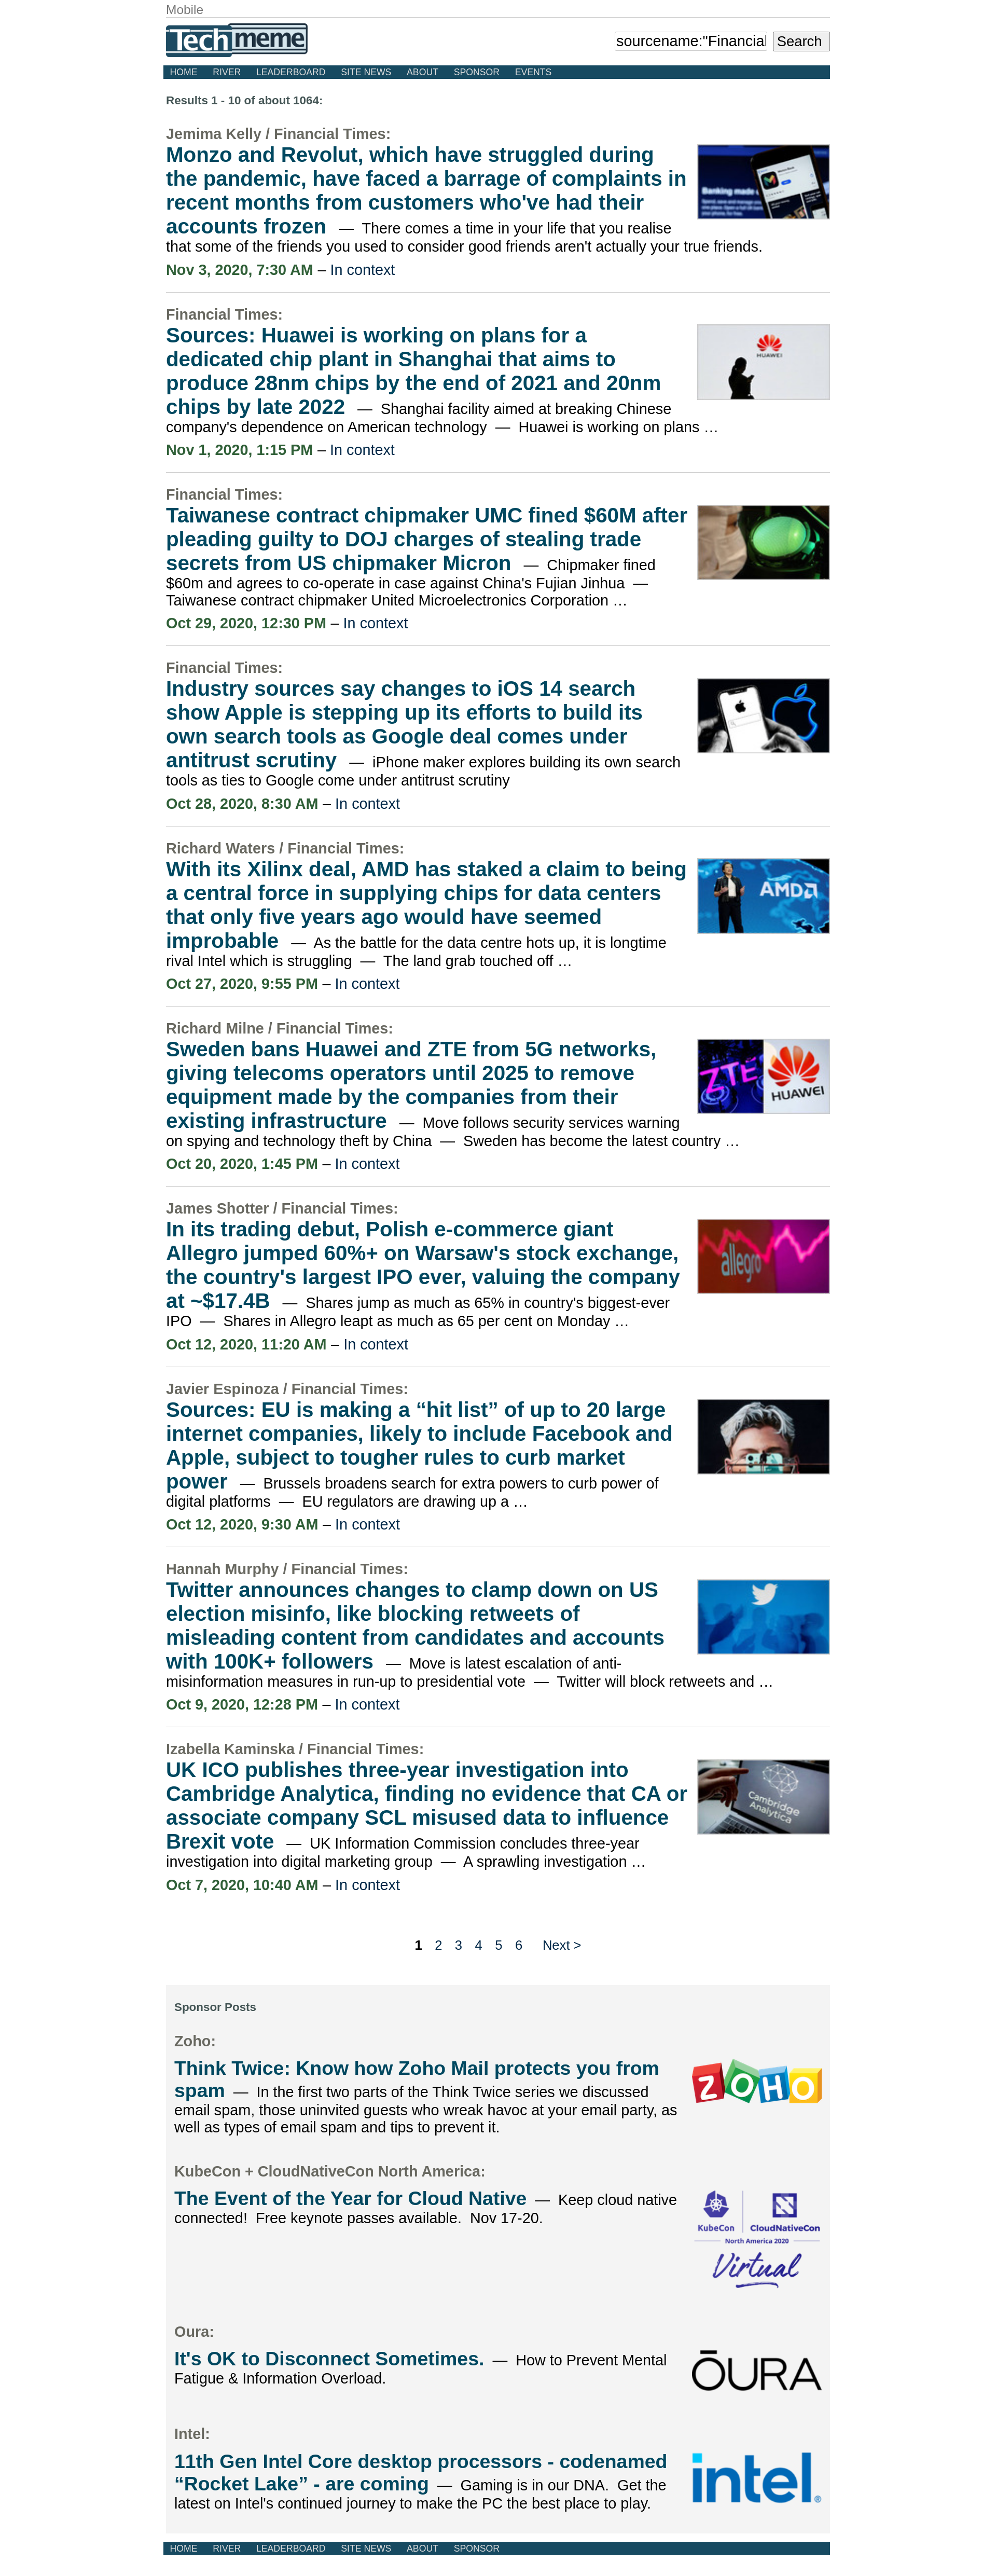 Mobile
Techmeme
sourcename:"Financia
Search
HOME RIVER LEADERBOARD SITE NEWS ABOUT SPONSOR EVENTS
Results 1 - 10 of about 1064:
Jemima Kelly / Financial Times:
Monzo and Revolut, which have struggled during
the pandemic, have faced a barrage of complaints in
recent months from customers who've had their
accounts frozen — There comes a time in your life that you realise
that some of the friends you used to consider good friends aren't actually your true friends.
Banking made
Nov 3, 2020, 7:30 AM – In context
Financial Times:
Sources: Huawei is working on plans for a
dedicated chip plant in Shanghai that aims to
produce 28nm chips by the end of 2021 and 20nm
chips by late 2022 — Shanghai facility aimed at breaking Chinese
company's dependence on American technology — Huawei is working on plans …
HUAWEI
Nov 1, 2020, 1:15 PM – In context
Financial Times:
Taiwanese contract chipmaker UMC fined $60M after
pleading guilty to DOJ charges of stealing trade
secrets from US chipmaker Micron — Chipmaker fined
$60m and agrees to co-operate in case against China's Fujian Jinhua —
Taiwanese contract chipmaker United Microelectronics Corporation …
Oct 29, 2020, 12:30 PM – In context
Financial Times:
Industry sources say changes to iOS 14 search
show Apple is stepping up its efforts to build its
own search tools as Google deal comes under
antitrust scrutiny — iPhone maker explores building its own search
tools as ties to Google come under antitrust scrutiny
Oct 28, 2020, 8:30 AM – In context
Richard Waters / Financial Times:
With its Xilinx deal, AMD has staked a claim to being
a central force in supplying chips for data centers
that only five years ago would have seemed
improbable — As the battle for the data centre hots up, it is longtime
rival Intel which is struggling — The land grab touched off …
AMD
Oct 27, 2020, 9:55 PM – In context
Richard Milne / Financial Times:
Sweden bans Huawei and ZTE from 5G networks,
giving telecoms operators until 2025 to remove
equipment made by the companies from their
existing infrastructure — Move follows security services warning
on spying and technology theft by China — Sweden has become the latest country …
ZTE
HUAWEI
Oct 20, 2020, 1:45 PM – In context
James Shotter / Financial Times:
In its trading debut, Polish e-commerce giant
Allegro jumped 60%+ on Warsaw's stock exchange,
the country's largest IPO ever, valuing the company
at ~$17.4B — Shares jump as much as 65% in country's biggest-ever
IPO — Shares in Allegro leapt as much as 65 per cent on Monday …
allegro
Oct 12, 2020, 11:20 AM – In context
Javier Espinoza / Financial Times:
Sources: EU is making a “hit list” of up to 20 large
internet companies, likely to include Facebook and
Apple, subject to tougher rules to curb market
power — Brussels broadens search for extra powers to curb power of
digital platforms — EU regulators are drawing up a …
Oct 12, 2020, 9:30 AM – In context
Hannah Murphy / Financial Times:
Twitter announces changes to clamp down on US
election misinfo, like blocking retweets of
misleading content from candidates and accounts
with 100K+ followers — Move is latest escalation of anti-
misinformation measures in run-up to presidential vote — Twitter will block retweets and …
Oct 9, 2020, 12:28 PM – In context
Izabella Kaminska / Financial Times:
UK ICO publishes three-year investigation into
Cambridge Analytica, finding no evidence that CA or
associate company SCL misused data to influence
Brexit vote — UK Information Commission concludes three-year
investigation into digital marketing group — A sprawling investigation …
Cambridge
Analytica
Oct 7, 2020, 10:40 AM – In context
1 2 3 4 5 6 Next >
Sponsor Posts
Zoho:
Think Twice: Know how Zoho Mail protects you from
spam — In the first two parts of the Think Twice series we discussed
email spam, those uninvited guests who wreak havoc at your email party, as
well as types of email spam and tips to prevent it.
ZOHO
KubeCon + CloudNativeCon North America:
The Event of the Year for Cloud Native — Keep cloud native
connected! Free keynote passes available. Nov 17-20.
KubeCon CloudNativeCon
North America 2020
Virtual
Oura:
It's OK to Disconnect Sometimes. — How to Prevent Mental
Fatigue & Information Overload.
ŌURA
Intel:
11th Gen Intel Core desktop processors - codenamed
“Rocket Lake” - are coming — Gaming is in our DNA. Get the
latest on Intel's continued journey to make the PC the best place to play.
intel®
HOME RIVER LEADERBOARD SITE NEWS ABOUT SPONSOR